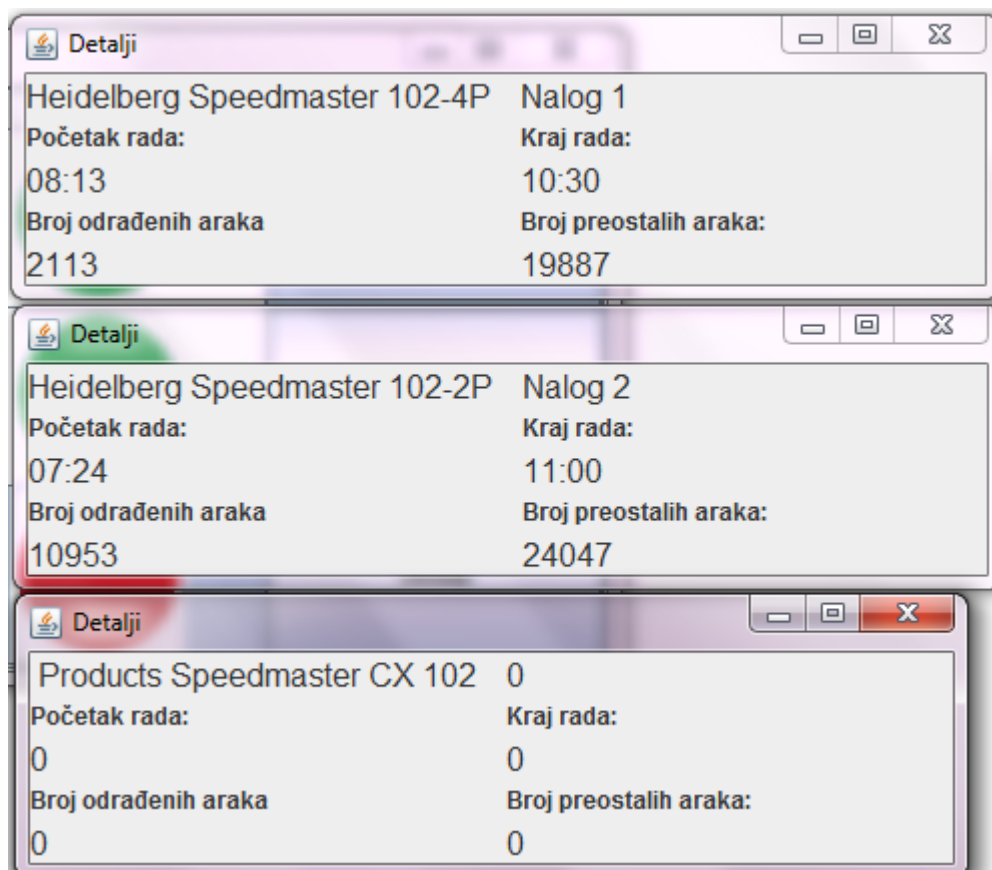 Detalji
Heidelberg Speedmaster 102-4P Nalog 1
Početak rada: Kraj rada:
08:13 10:30
Broj odrađenih araka Broj preostalih araka:
2113 19887
Detalji
Heidelberg Speedmaster 102-2P Nalog 2
Početak rada: Kraj rada:
07:24 11:00
Broj odrađenih araka Broj preostalih araka:
10953 24047
Detalji
Products Speedmaster CX 102 0
Početak rada: Kraj rada:
0 0
Broj odrađenih araka Broj preostalih araka:
0 0